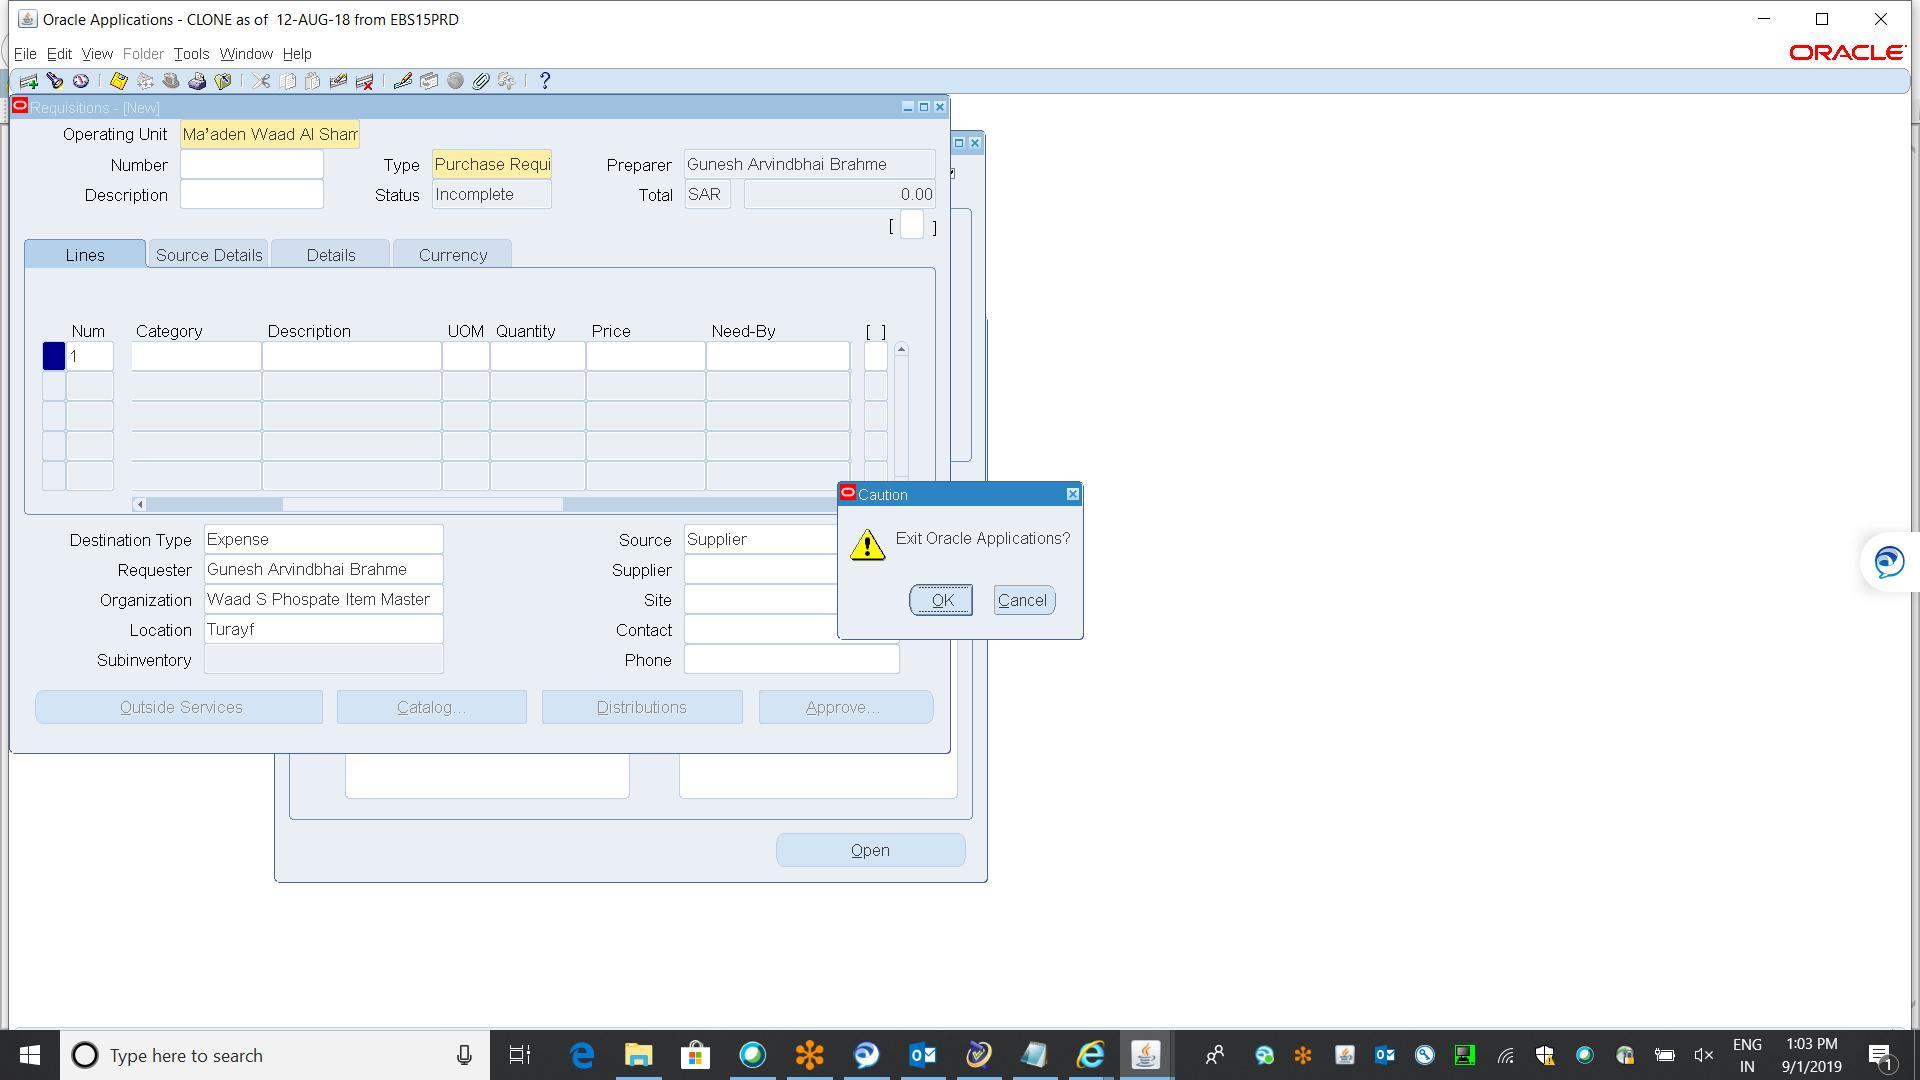 Oracle Applications - CLONE as of  12-AUG-18 from EBS15PRD
File Edit View Folder Tools Window Help
ORACLE
Requisitions - [New]
Operating Unit Ma'aden Waad Al Sham
Number Type Purchase Requi Preparer Gunesh Arvindbhai Brahme
Description Status Incomplete Total SAR 0.00
[ ]
Lines Source Details Details Currency
Num Category Description UOM Quantity Price Need-By [ ]
1
Caution
Exit Oracle Applications?
OK Cancel
Destination Type Expense Source Supplier
Requester Gunesh Arvindbhai Brahme Supplier
Organization Waad S Phospate Item Master Site
Location Turayf Contact
Subinventory Phone
Outside Services Catalog... Distributions Approve...
Open
Type here to search
ENG
IN
1:03 PM
9/1/2019
1